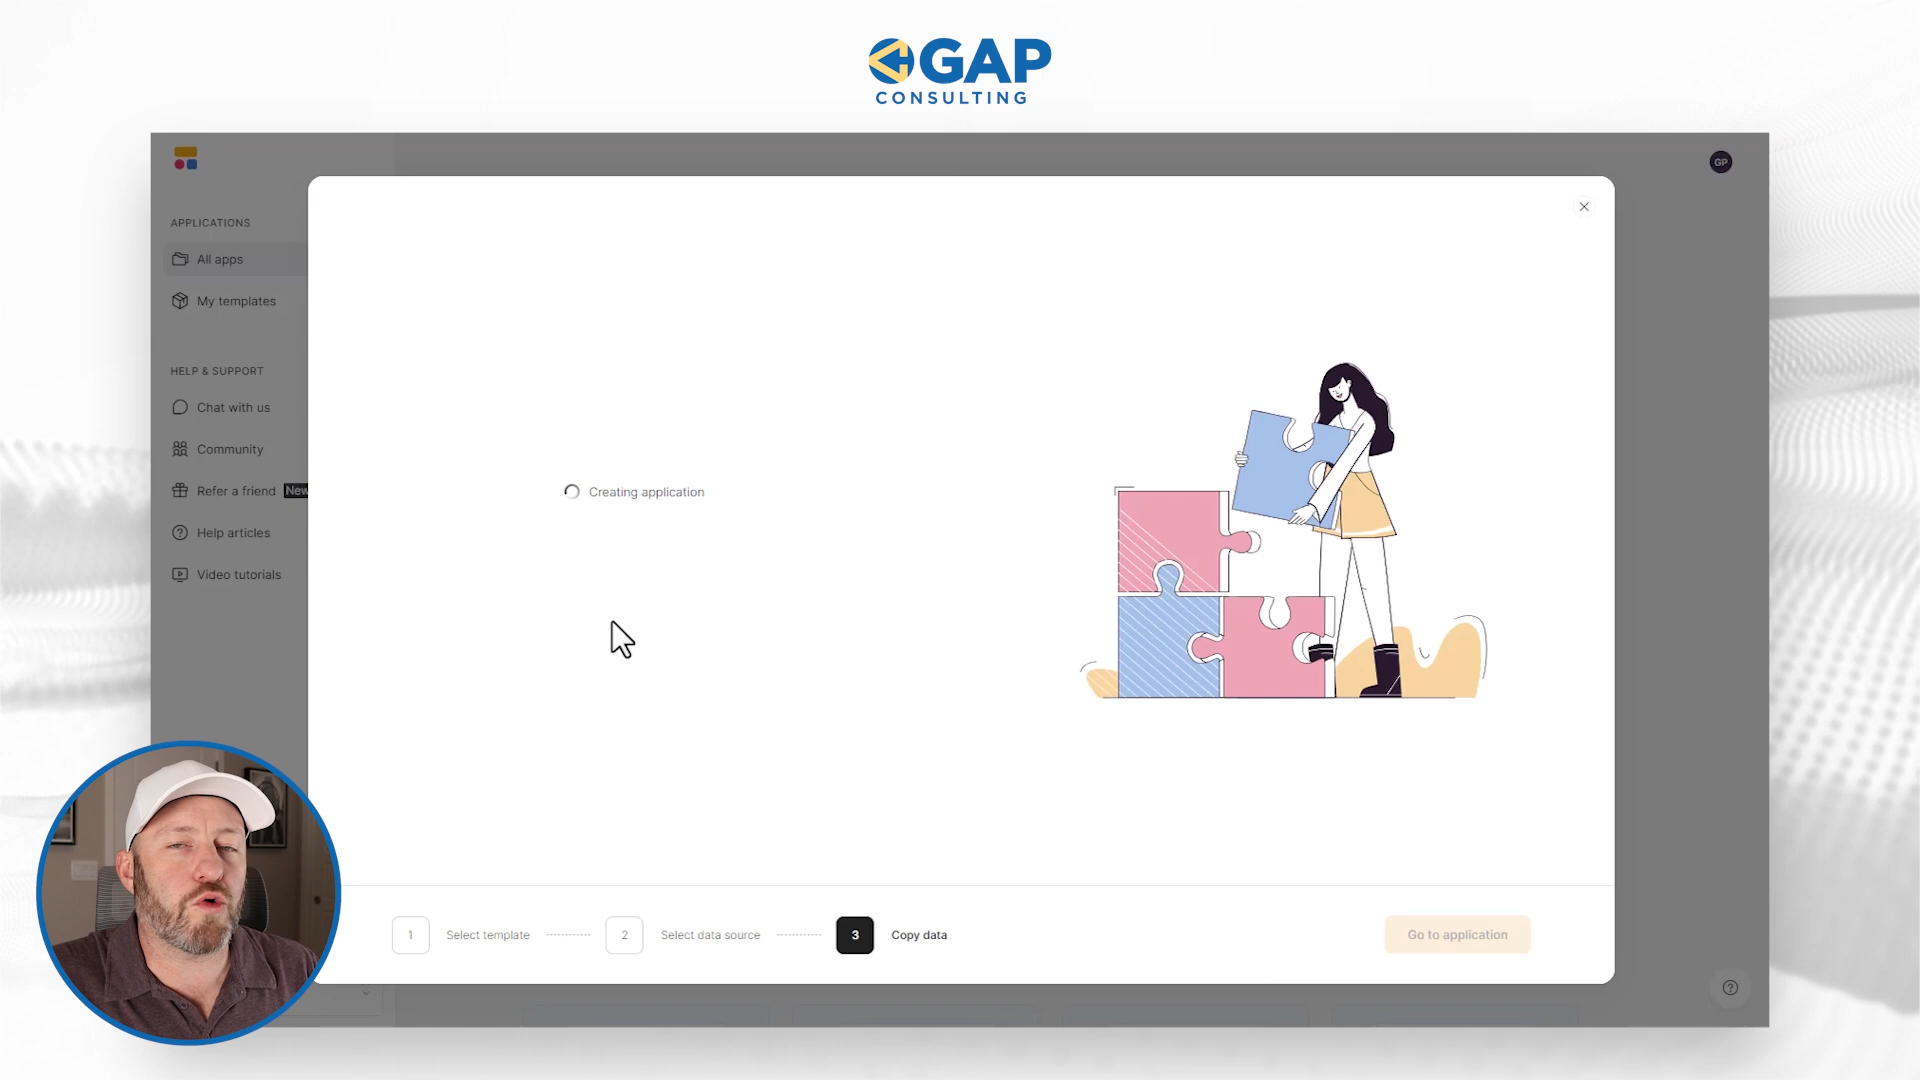 GAP
CONSULTING
GP
APPLICATIONS
All apps
My templates
HELP & SUPPORT
Chat with us
Community
Refer a friend New
Help articles
Video tutorials
Creating application
1 Select template
2 Select data source
3 Copy data
Go to application